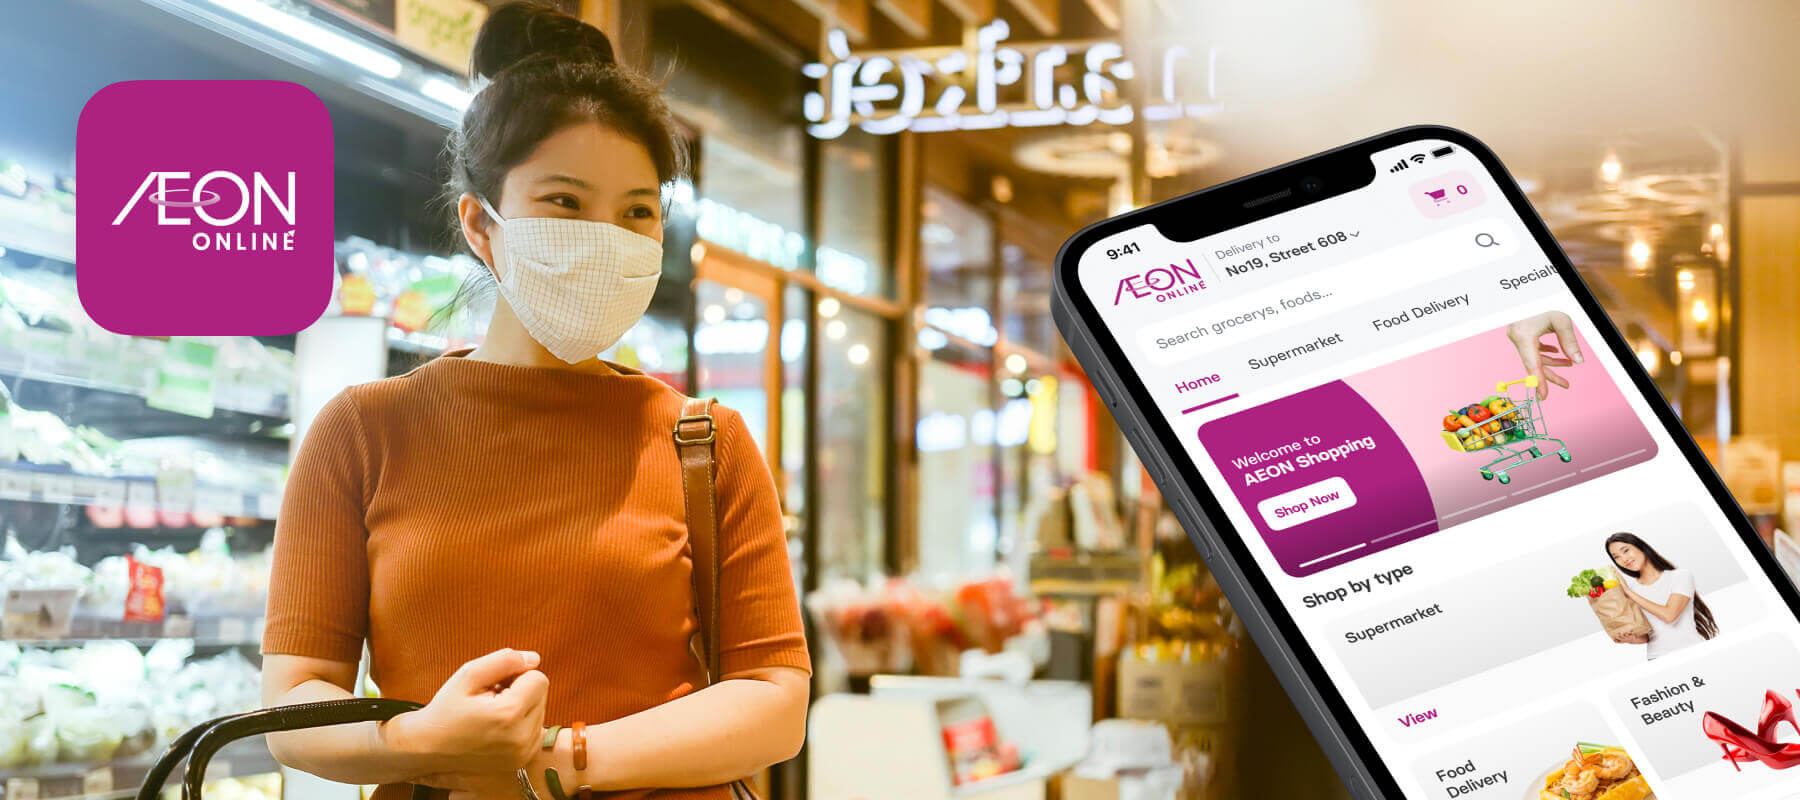 organic
ÆON
ONLINE
9:41
ÆON
ONLINE
Delivery to
No19, Street 608
0
Search grocerys, foods...
Home
Supermarket
Food Delivery
Welcome to
AEON Shopping
Shop Now
Shop by type
Supermarket
View
Food
Delivery
Fashion &
Beauty